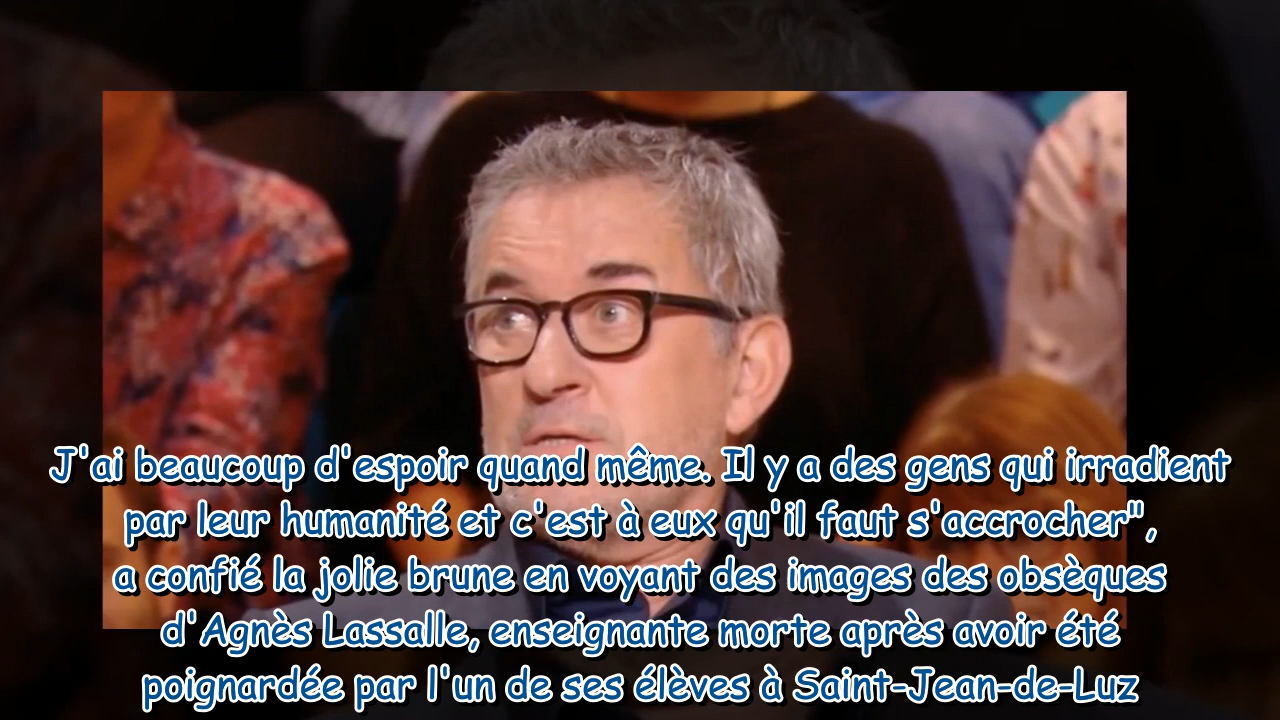 J'ai beaucoup d'espoir quand même. Il y a des gens qui irradient
par leur humanité et c'est à eux qu'il faut s'accrocher",
a confié la jolie brune en voyant des images des obsèques
d'Agnès Lassalle, enseignante morte après avoir été
poignardée par l'un de ses élèves à Saint-Jean-de-Luz